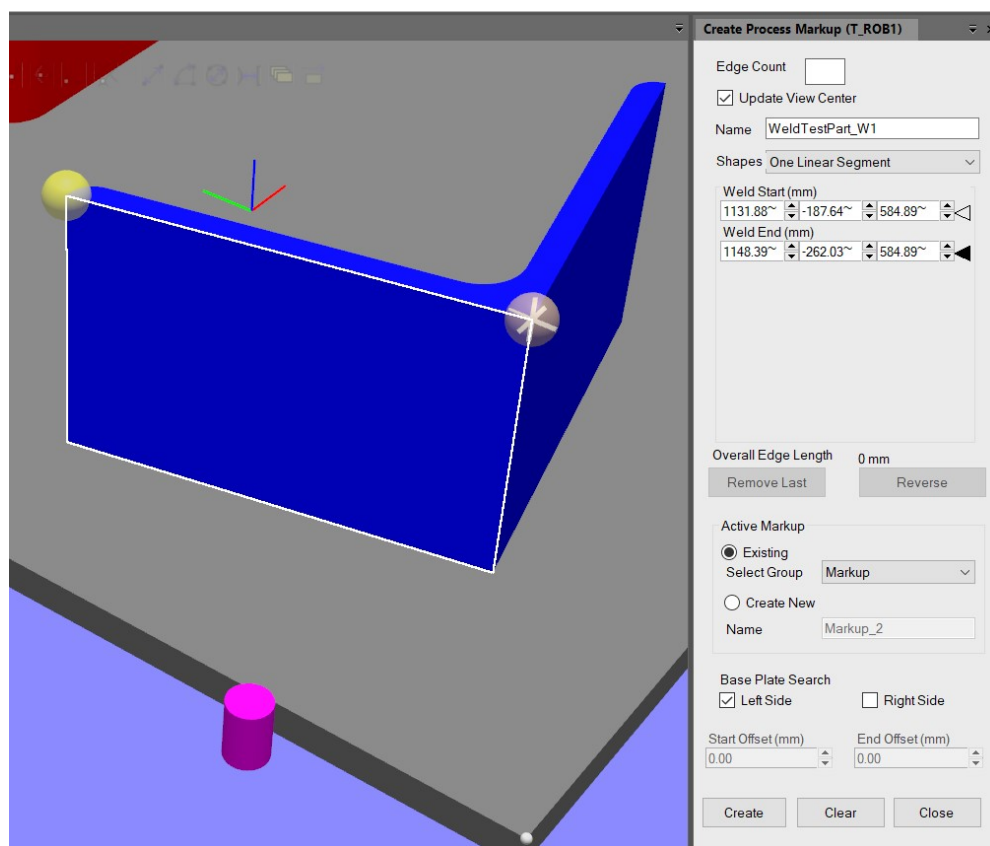 Create Process Markup (T_ROB1)
Edge Count
Update View Center
Name WeldTestPart_W1
Shapes One Linear Segment
Weld Start (mm)
1131.88~ -187.64~ 584.89~
Weld End (mm)
1148.39~ -262.03~ 584.89~
Overall Edge Length 0 mm
Remove Last Reverse
Active Markup
Existing
Select Group Markup
Create New
Name Markup_2
Base Plate Search
Left Side Right Side
Start Offset (mm) End Offset (mm)
0.00 0.00
Create Clear Close